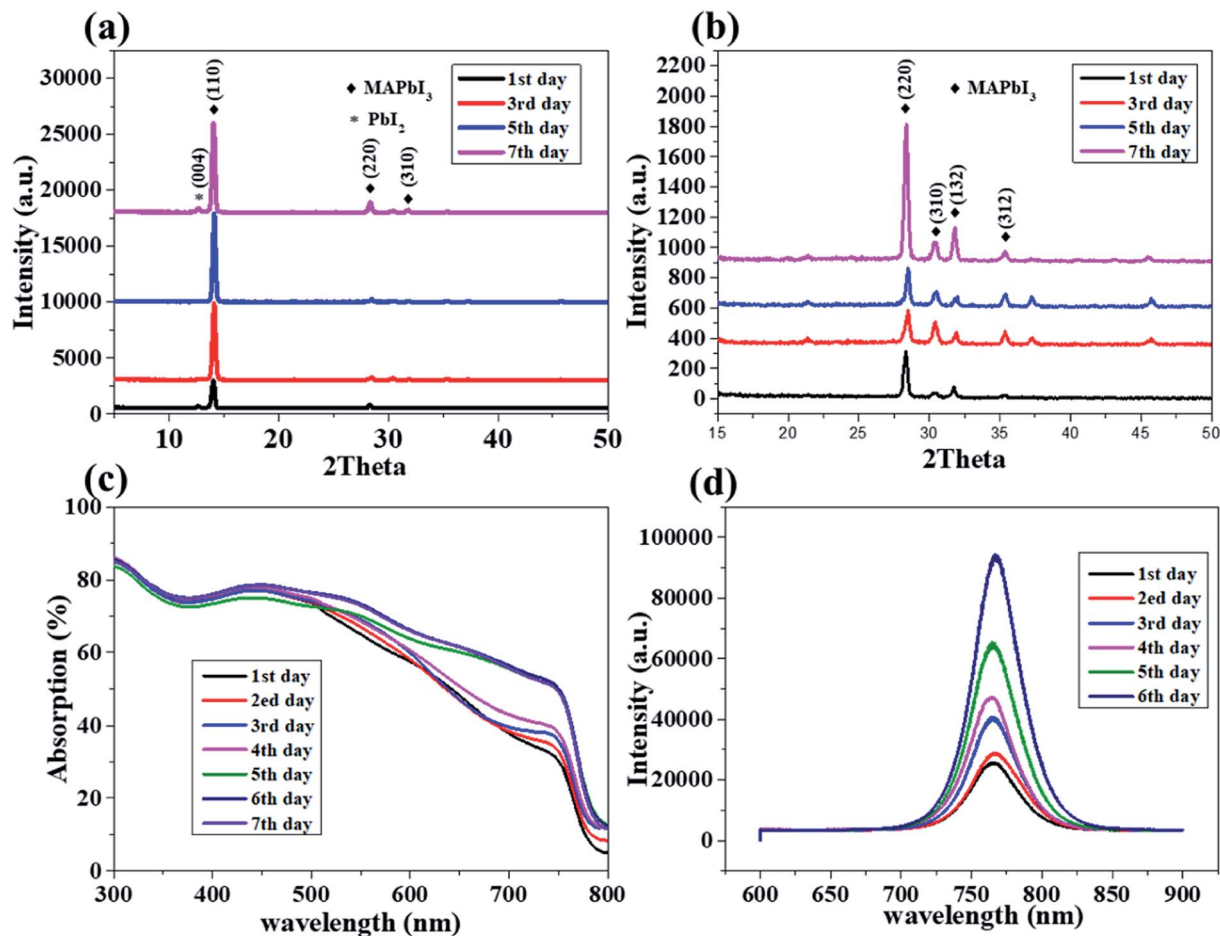 (a)
30000
25000
20000
15000
10000
5000
0
Intensity (a.u.)
10
20
30
40
50
2Theta
* (004)
◆ (110)
◆ (220)
◆ (310)
◆ MAPbI3
* PbI2
1st day
3rd day
5th day
7th day
(b)
2200
2000
1800
1600
1400
1200
1000
800
600
400
200
0
Intensity (a.u.)
15
20
25
30
35
40
45
50
2Theta
◆ (220)
◆ (310)
◆ (132)
◆ (312)
◆ MAPbI3
1st day
3rd day
5th day
7th day
(c)
100
80
60
40
20
0
Absorption (%)
300
400
500
600
700
800
wavelength (nm)
1st day
2ed day
3rd day
4th day
5th day
6th day
7th day
(d)
100000
80000
60000
40000
20000
0
Intensity (a.u.)
600
650
700
750
800
850
900
wavelength (nm)
1st day
2ed day
3rd day
4th day
5th day
6th day